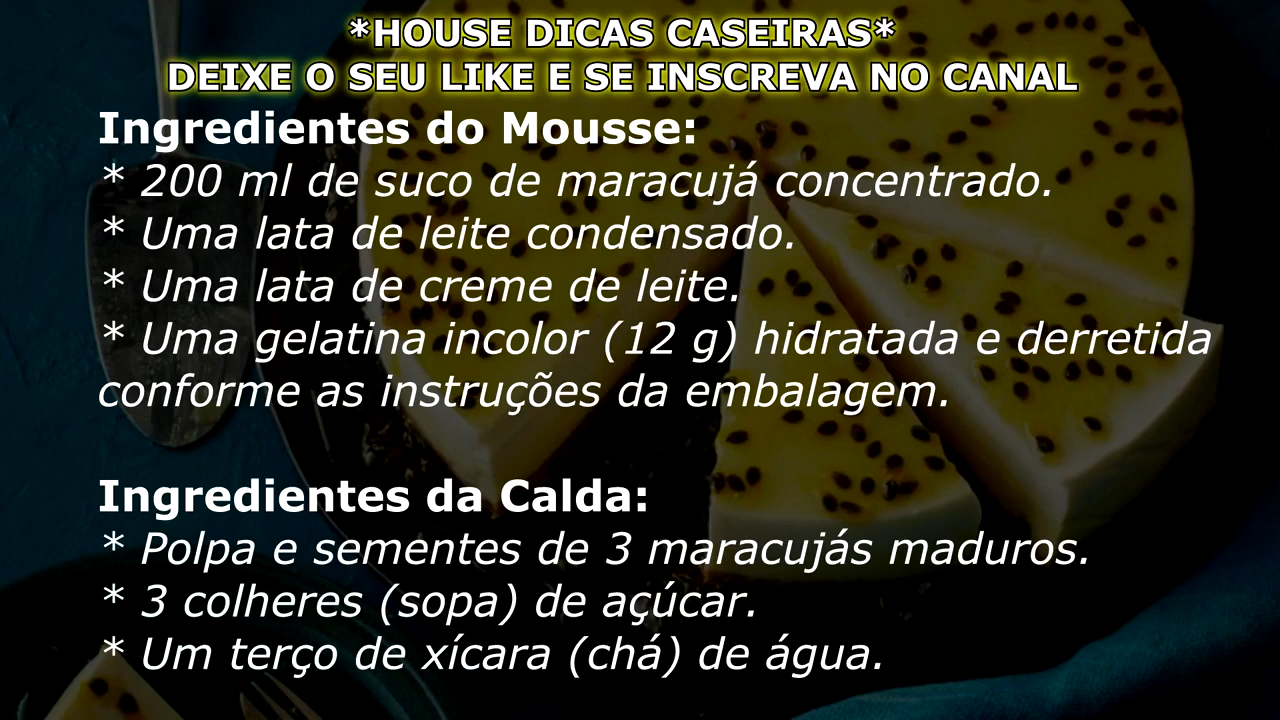 *HOUSE DICAS CASEIRAS*
DEIXE O SEU LIKE E SE INSCREVA NO CANAL
Ingredientes do Mousse:
* 200 ml de suco de maracujá concentrado.
* Uma lata de leite condensado.
* Uma lata de creme de leite.
* Uma gelatina incolor (12 g) hidratada e derretida
conforme as instruções da embalagem.
Ingredientes da Calda:
* Polpa e sementes de 3 maracujás maduros.
* 3 colheres (sopa) de açúcar.
* Um terço de xícara (chá) de água.